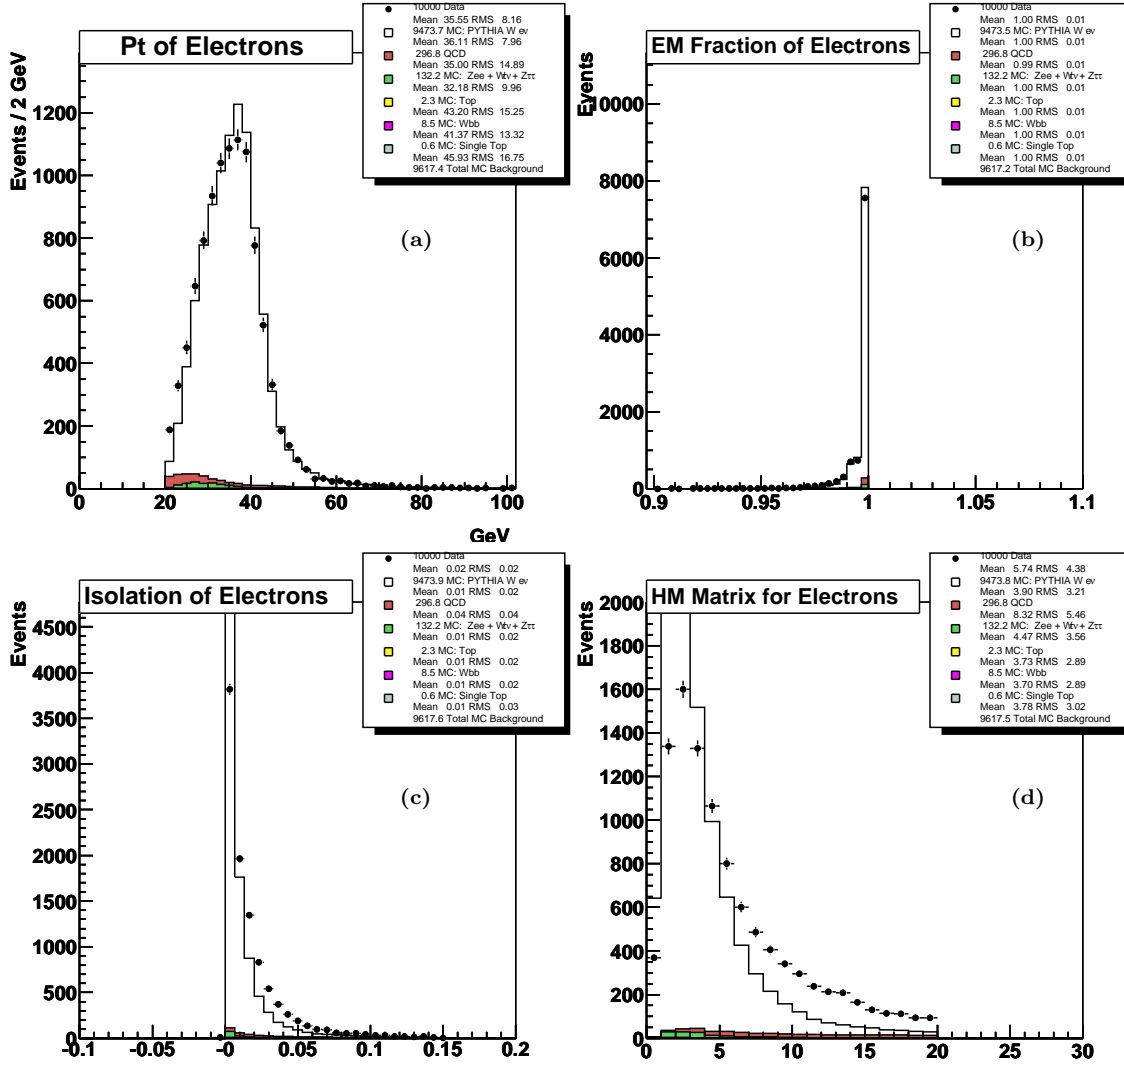 Pt of Electrons
10000 Data
Mean 35.55 RMS 8.16
9473.7 MC: PYTHIA W eν
Mean 36.11 RMS 7.96
296.8 QCD
Mean 35.00 RMS 14.89
132.2 MC: Zee + Wτν + Zττ
Mean 32.18 RMS 9.96
2.3 MC: Top
Mean 43.20 RMS 15.25
8.5 MC: Wbb
Mean 41.37 RMS 13.32
0.6 MC: Single Top
Mean 45.93 RMS 16.75
9617.4 Total MC Background
Events / 2 GeV
1200
1000
800
600
400
200
0
(a)
0 20 40 60 80 100
GeV
EM Fraction of Electrons
10000 Data
Mean 1.00 RMS 0.01
9473.5 MC: PYTHIA W eν
Mean 1.00 RMS 0.01
296.8 QCD
Mean 0.99 RMS 0.01
132.2 MC: Zee + Wτν + Zττ
Mean 1.00 RMS 0.01
2.3 MC: Top
Mean 1.00 RMS 0.01
8.5 MC: Wbb
Mean 1.00 RMS 0.01
0.6 MC: Single Top
Mean 1.00 RMS 0.01
9617.2 Total MC Background
Events
10000
8000
6000
4000
2000
0
(b)
0.9 0.95 1 1.05 1.1
Isolation of Electrons
10000 Data
Mean 0.02 RMS 0.02
9473.9 MC: PYTHIA W eν
Mean 0.01 RMS 0.02
296.8 QCD
Mean 0.04 RMS 0.04
132.2 MC: Zee + Wτν + Zττ
Mean 0.01 RMS 0.02
2.3 MC: Top
Mean 0.01 RMS 0.02
8.5 MC: Wbb
Mean 0.01 RMS 0.02
0.6 MC: Single Top
Mean 0.01 RMS 0.03
9617.6 Total MC Background
Events
4500
4000
3500
3000
2500
2000
1500
1000
500
0
(c)
-0.1 -0.05 -0 0.05 0.1 0.15 0.2
HM Matrix for Electrons
10000 Data
Mean 5.74 RMS 4.38
9473.8 MC: PYTHIA W eν
Mean 3.90 RMS 3.21
296.8 QCD
Mean 8.32 RMS 5.46
132.2 MC: Zee + Wτν + Zττ
Mean 4.47 RMS 3.56
2.3 MC: Top
Mean 3.73 RMS 2.89
8.5 MC: Wbb
Mean 3.70 RMS 2.89
0.6 MC: Single Top
Mean 3.78 RMS 3.02
9617.5 Total MC Background
Events
2000
1800
1600
1400
1200
1000
800
600
400
200
0
(d)
0 5 10 15 20 25 30